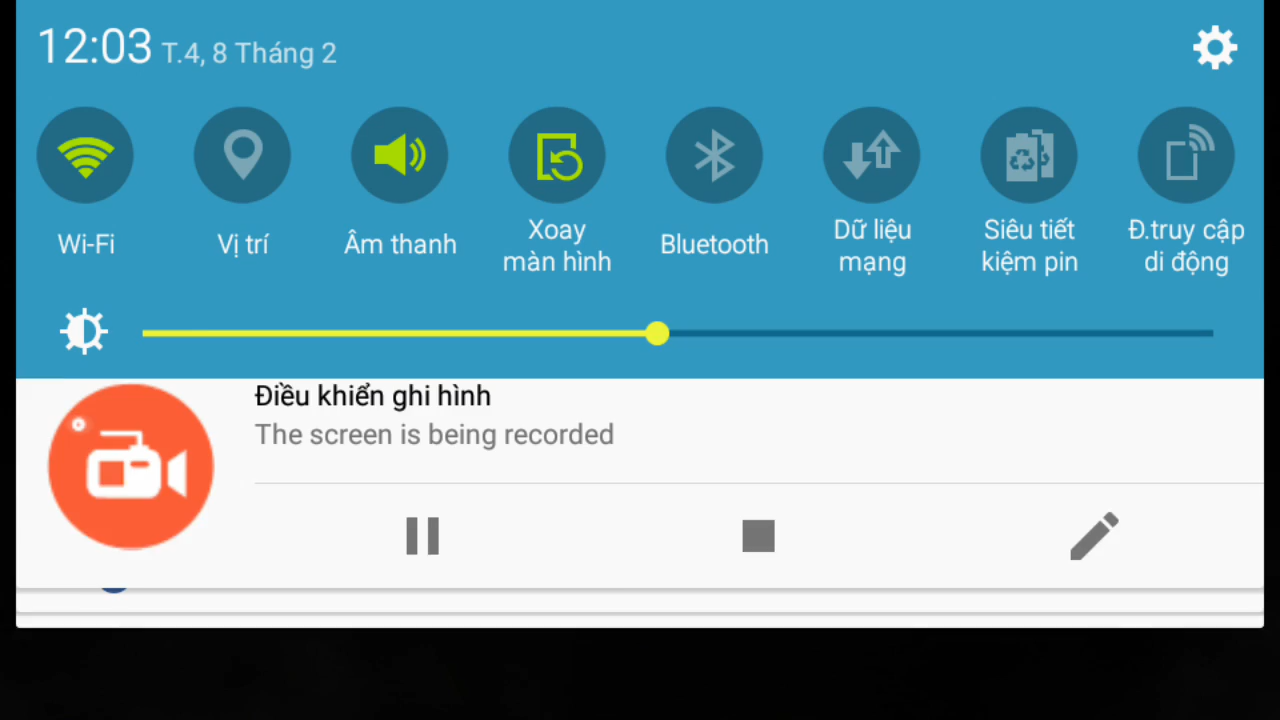 12:03 T.4, 8 Tháng 2
Wi-Fi
Vị trí
Âm thanh
Xoay
màn hình
Bluetooth
Dữ liệu
mạng
Siêu tiết
kiệm pin
Đ.truy cập
di động
Điều khiển ghi hình
The screen is being recorded